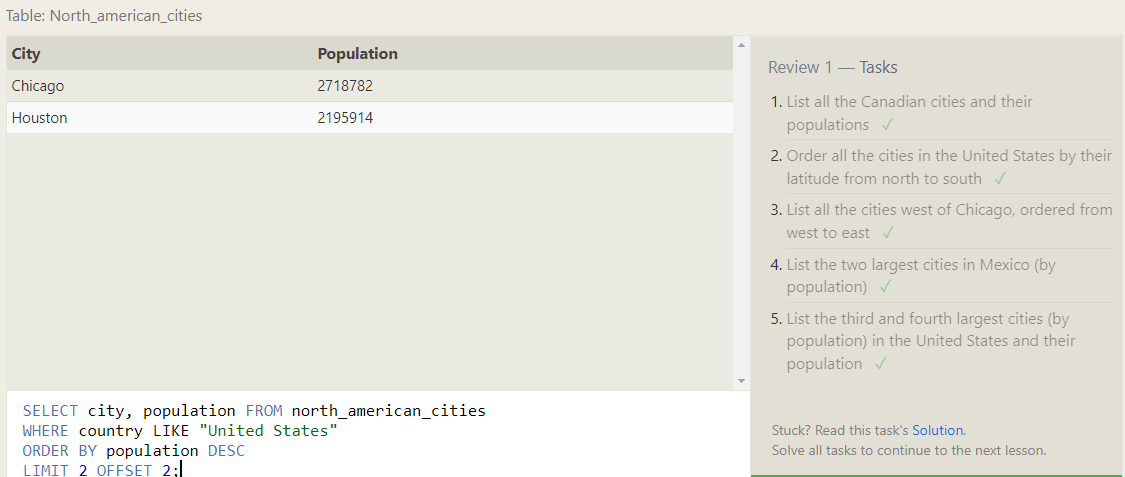 Table: North_american_cities
City Population
Chicago 2718782
Houston 2195914
SELECT city, population FROM north_american_cities
WHERE country LIKE "United States"
ORDER BY population DESC
LIMIT 2 OFFSET 2;
Review 1 — Tasks
1. List all the Canadian cities and their
populations ✓
2. Order all the cities in the United States by their
latitude from north to south ✓
3. List all the cities west of Chicago, ordered from
west to east ✓
4. List the two largest cities in Mexico (by
population) ✓
5. List the third and fourth largest cities (by
population) in the United States and their
population ✓
Stuck? Read this task's Solution.
Solve all tasks to continue to the next lesson.